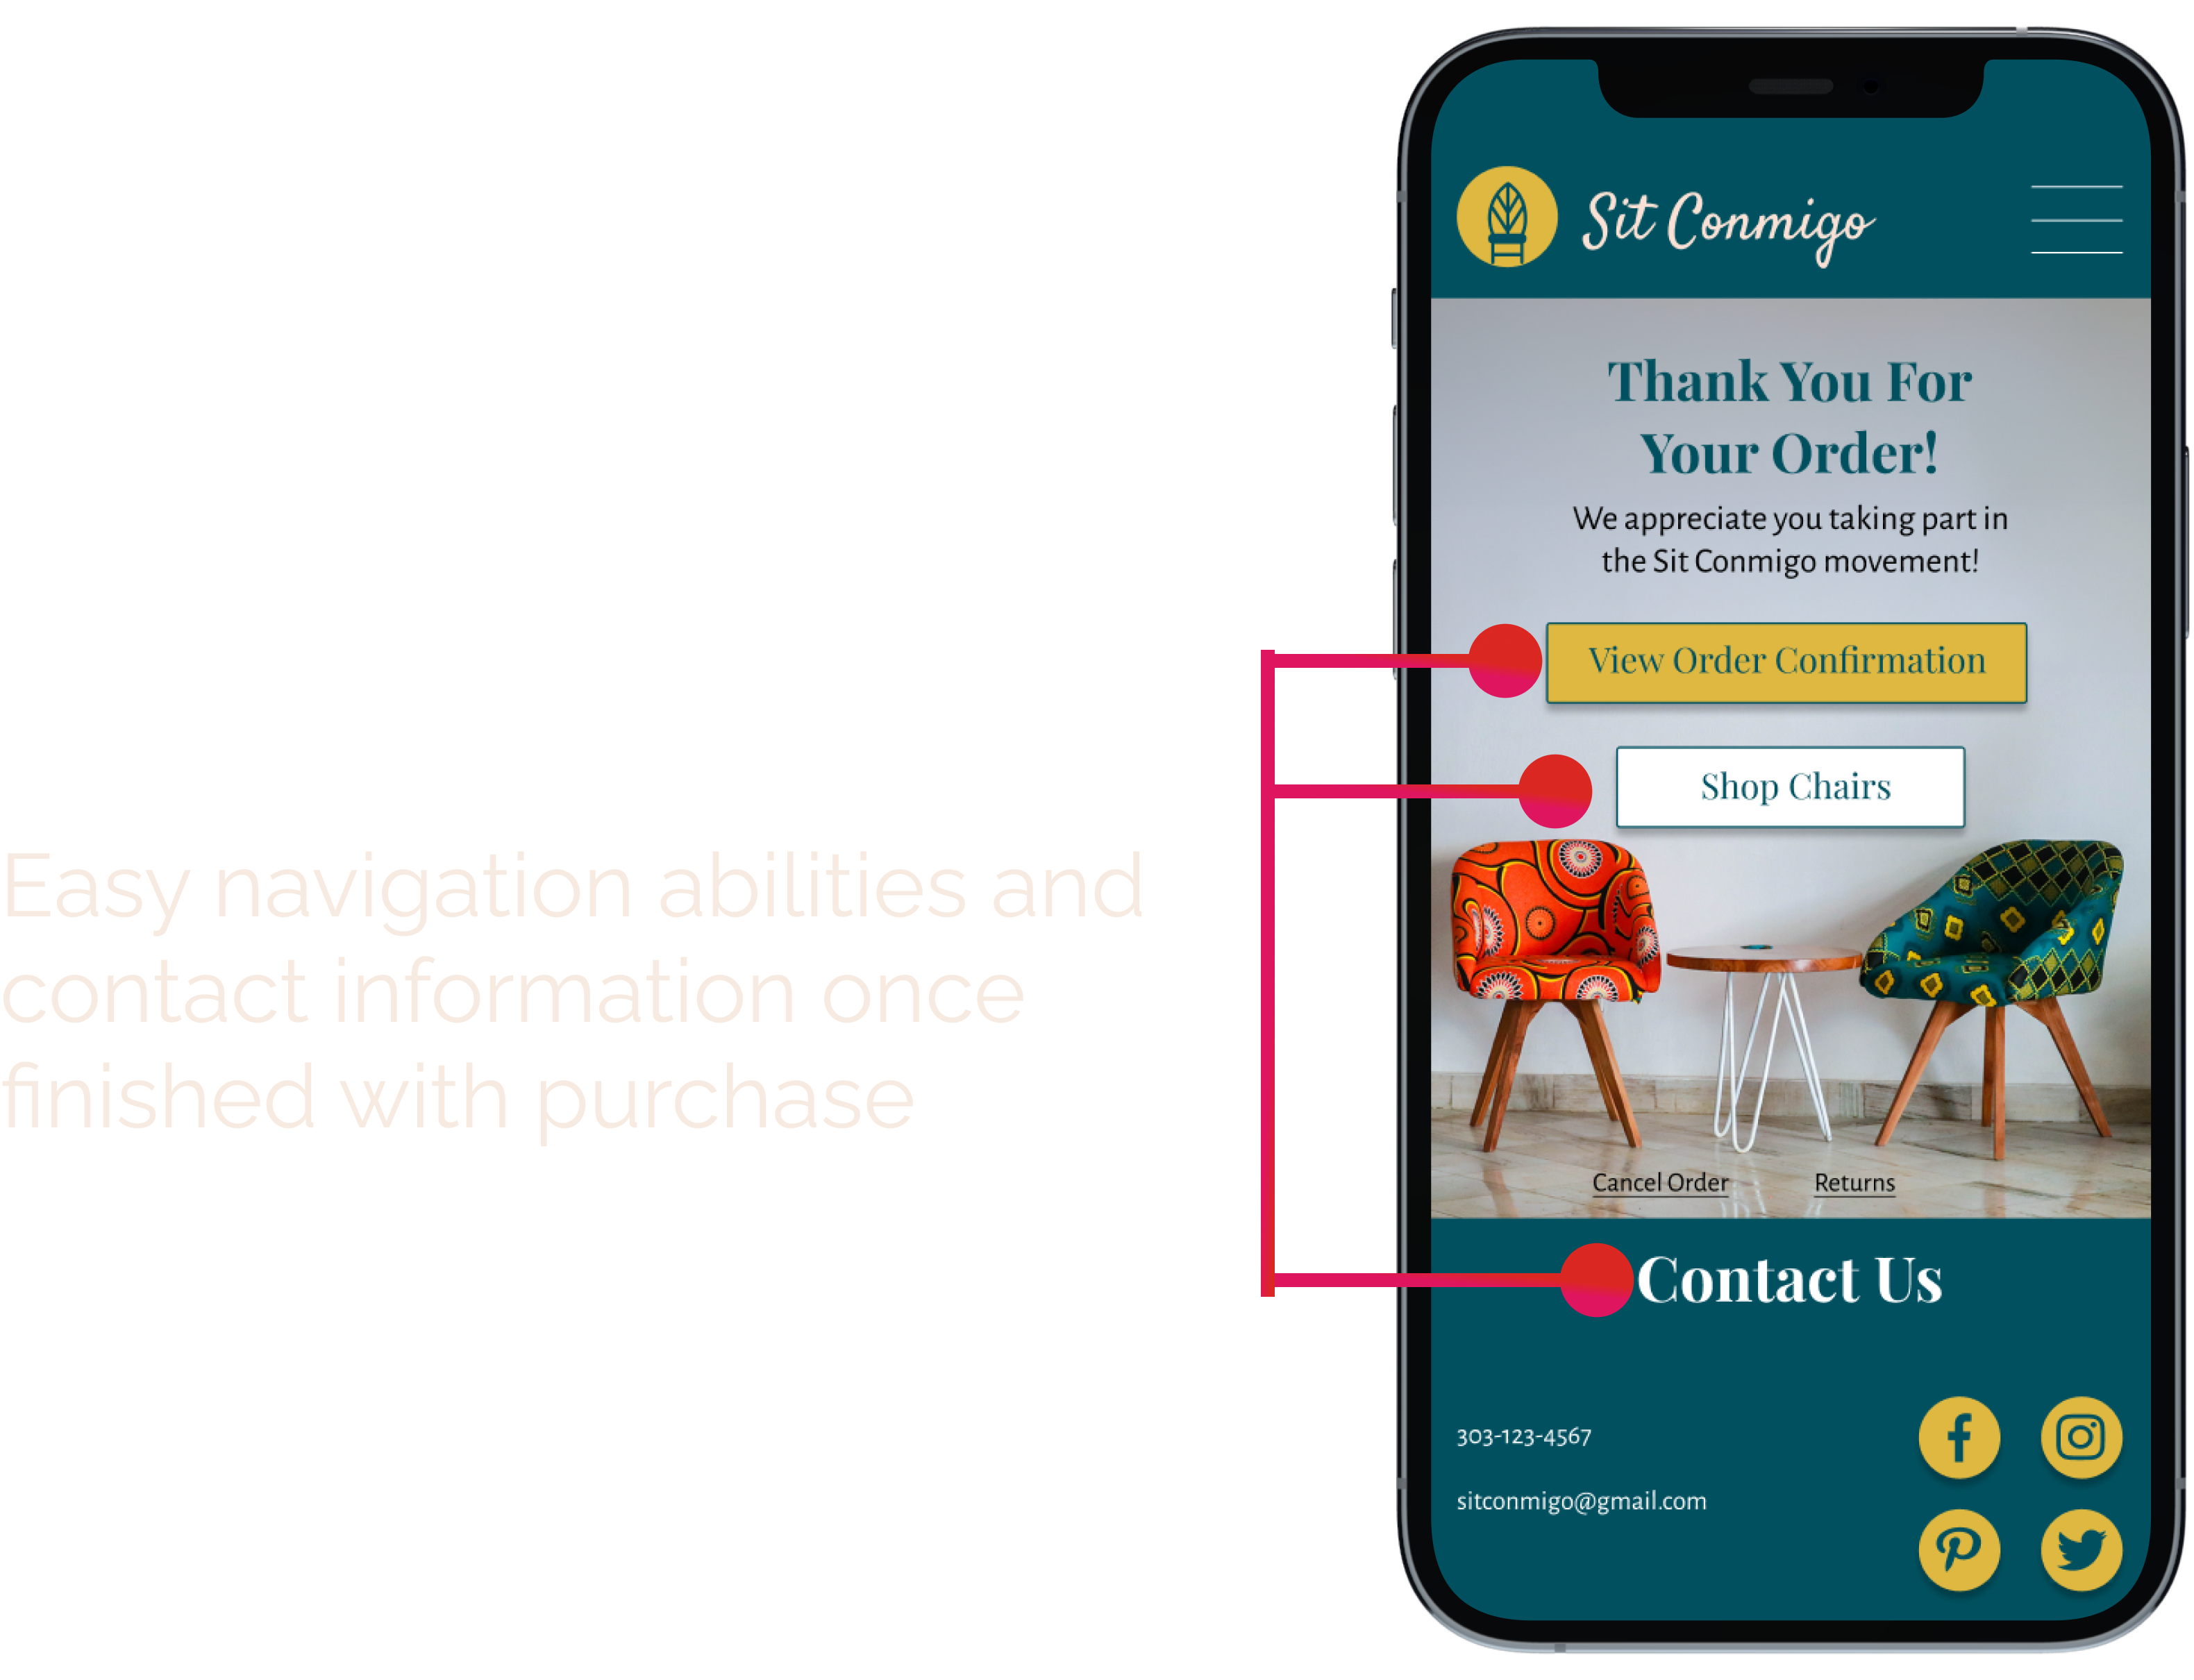 Easy navigation abilities and
contact information once
finished with purchase
Sit Conmigo
Thank You For
Your Order!
We appreciate you taking part in
the Sit Conmigo movement!
View Order Confirmation
Shop Chairs
Cancel Order
Returns
Contact Us
303-123-4567
sitconmigo@gmail.com